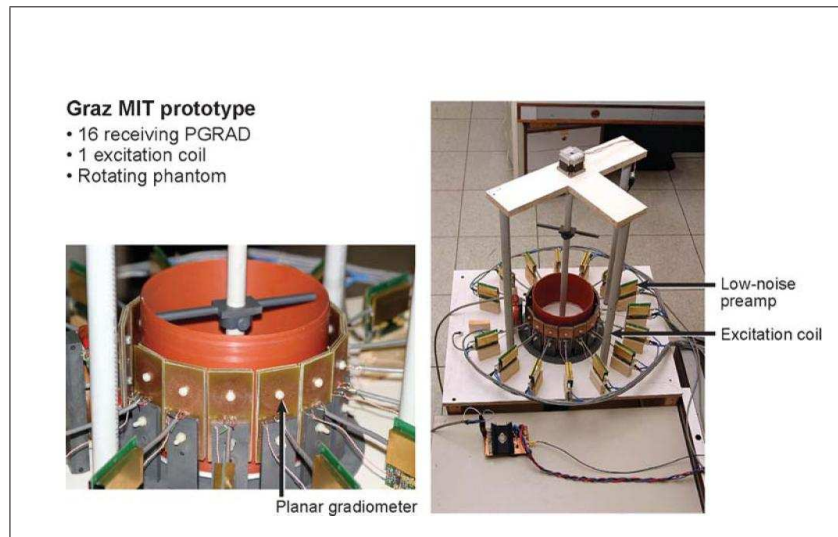 Graz MIT prototype
• 16 receiving PGRAD
• 1 excitation coil
• Rotating phantom
Low-noise
preamp
Excitation coil
Planar gradiometer